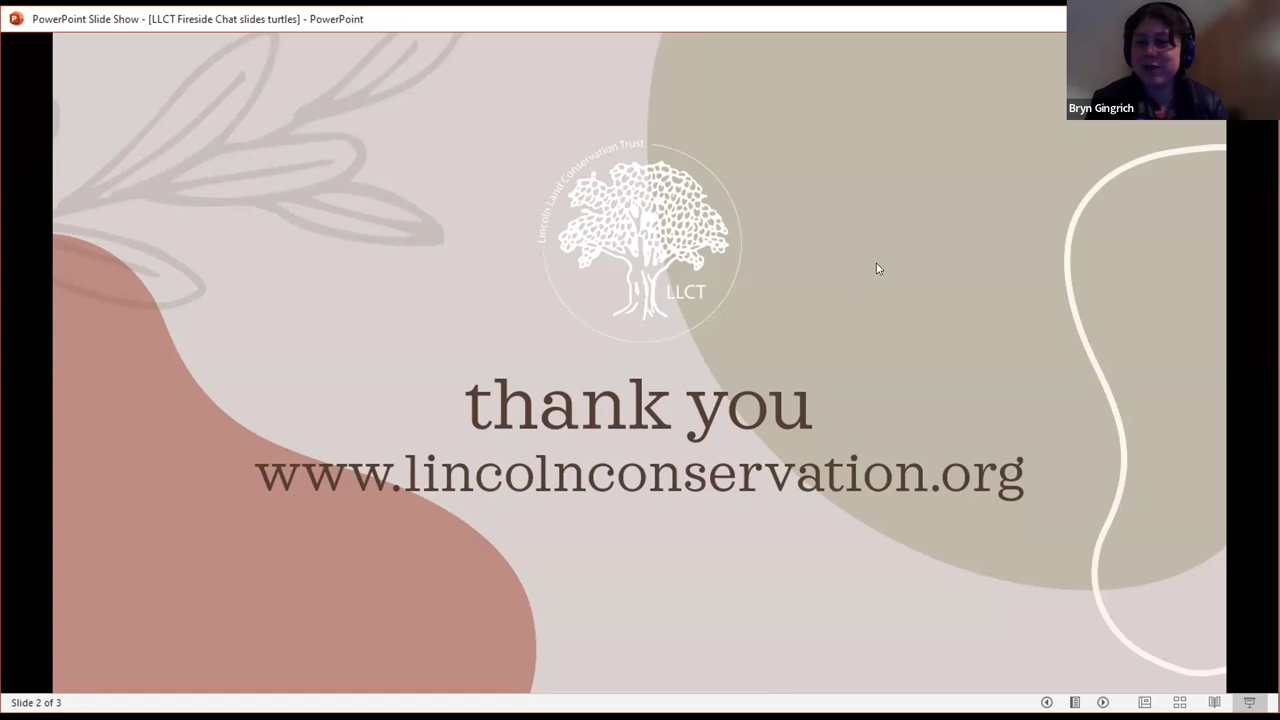 PowerPoint Slide Show - [LLCT Fireside Chat slides turtles] - PowerPoint
Bryn Gingrich
Lincoln Land Conservation Trust
LLCT
thank you
www.lincolnconservation.org
Slide 2 of 3